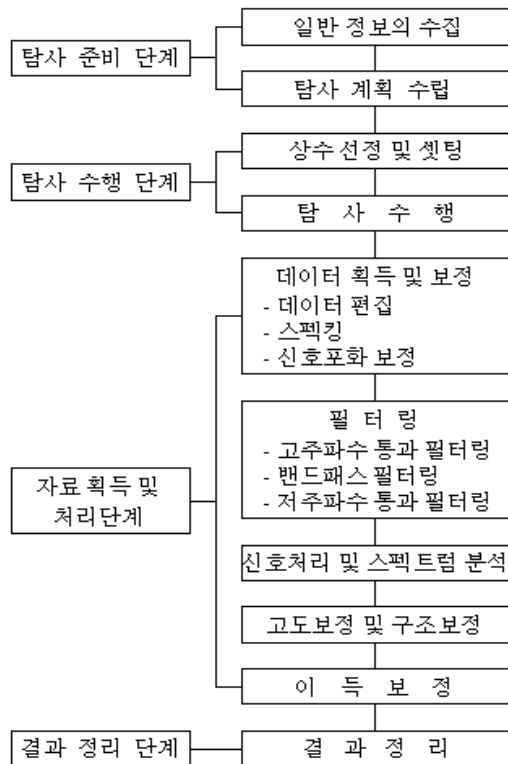 일반 정보의 수집
탐사 준비 단계
탐사 계획 수립
상수 선정 및 셋팅
탐사 수행 단계
탐 사 수 행
데이터 획득 및 보정
- 데이터 편집
- 스펙킹
- 신호포화 보정
필 터 링
- 고주파수 통과 필터링
- 밴드패스 필터링
- 저주파수 통과 필터링
자료 획득 및
처리단계
신호처리 및 스펙트럼 분석
고도보정 및 구조보정
이 득 보 정
결과 정리 단계
결 과 정 리